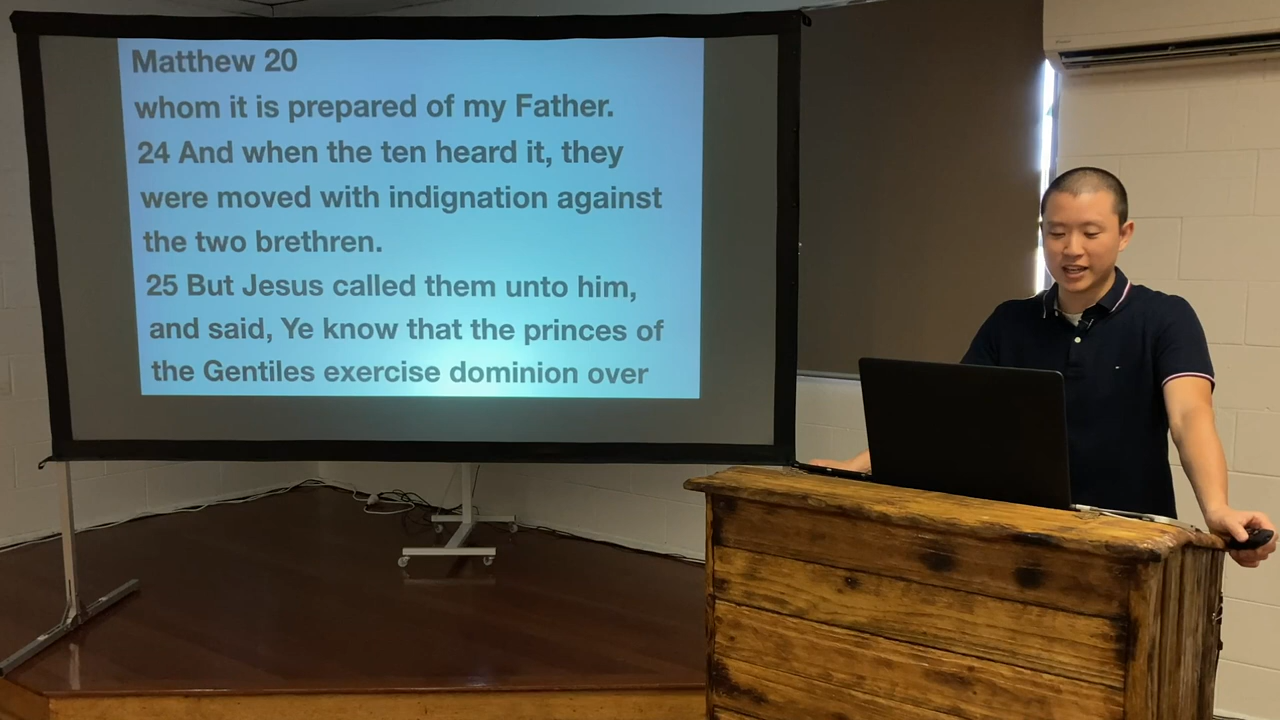 Matthew 20
whom it is prepared of my Father.
24 And when the ten heard it, they
were moved with indignation against
the two brethren.
25 But Jesus called them unto him,
and said, Ye know that the princes of
the Gentiles exercise dominion over